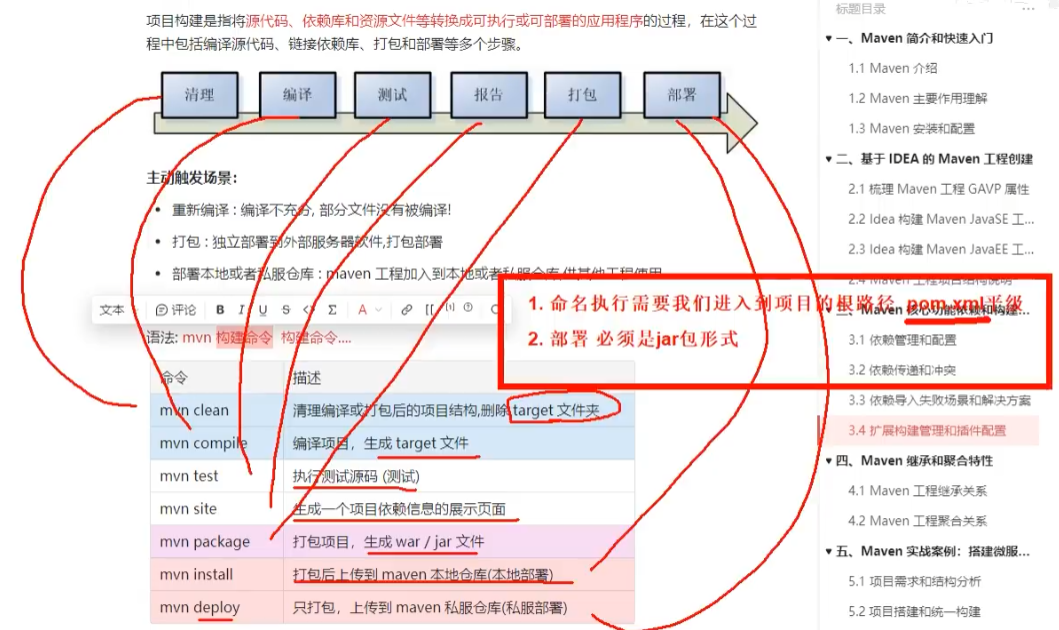 项目构建是指将源代码、依赖库和资源文件等转换成可执行或可部署的应用程序的过程，在这个过
程中包括编译源代码、链接依赖库、打包和部署等多个步骤。
清理
编译
测试
报告
打包
部署
主动触发场景：
• 重新编译 : 编译不充分, 部分文件没有被编译!
• 打包 : 独立部署到外部服务器软件,打包部署
• 部署本地或者私服仓库 : maven 工程加入到本地或者私服仓库,供其他工程使用
文本 评论 B I U S <> Σ A
语法: mvn 构建命令 构建命令....
命令 描述
mvn clean 清理编译或打包后的项目结构,删除 target 文件夹
mvn compile 编译项目，生成 target 文件
mvn test 执行测试源码 (测试)
mvn site 生成一个项目依赖信息的展示页面
mvn package 打包项目，生成 war / jar 文件
mvn install 打包后上传到 maven 本地仓库(本地部署)
mvn deploy 只打包，上传到 maven 私服仓库(私服部署)
1. 命名执行需要我们进入到项目的根路径, pom.xml平级
2. 部署 必须是jar包形式
标题目录
一、Maven 简介和快速入门
1.1 Maven 介绍
1.2 Maven 主要作用理解
1.3 Maven 安装和配置
二、基于 IDEA 的 Maven 工程创建
2.1 梳理 Maven 工程 GAVP 属性
2.2 Idea 构建 Maven JavaSE 工...
2.3 Idea 构建 Maven JavaEE 工...
2.4 Maven 工程项目结构说明
三、Maven 核心功能依赖和构建...
3.1 依赖管理和配置
3.2 依赖传递和冲突
3.3 依赖导入失败场景和解决方案
3.4 扩展构建管理和插件配置
四、Maven 继承和聚合特性
4.1 Maven 工程继承关系
4.2 Maven 工程聚合关系
五、Maven 实战案例：搭建微服...
5.1 项目需求和结构分析
5.2 项目搭建和统一构建